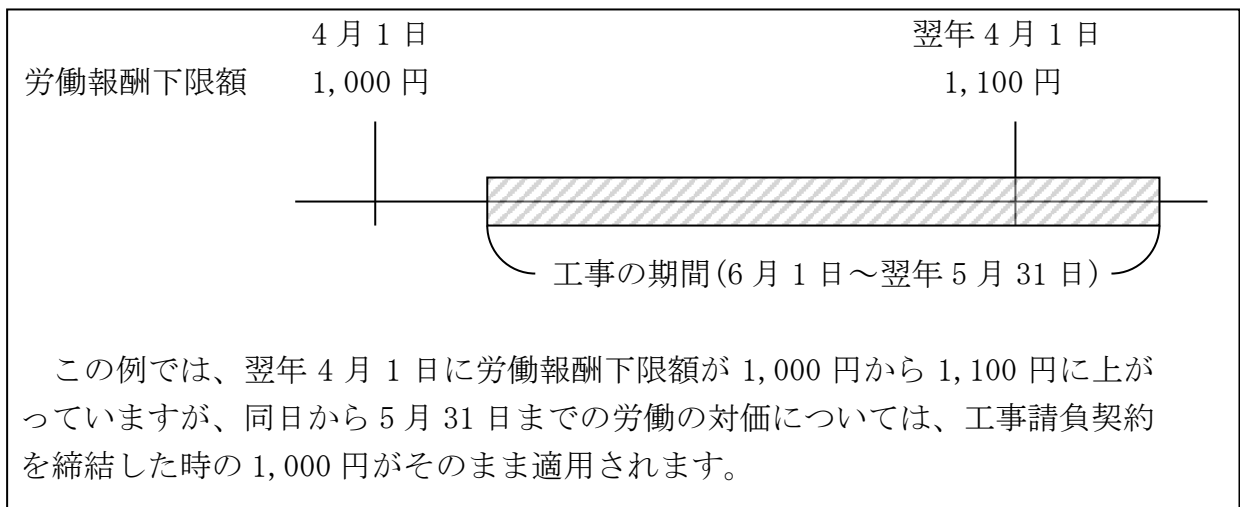 4月1日 翌年4月1日
労働報酬下限額 1,000円 1,100円
工事の期間(6月1日～翌年5月31日)
この例では、翌年4月1日に労働報酬下限額が1,000円から1,100円に上が
っていますが、同日から5月31日までの労働の対価については、工事請負契約
を締結した時の1,000円がそのまま適用されます。